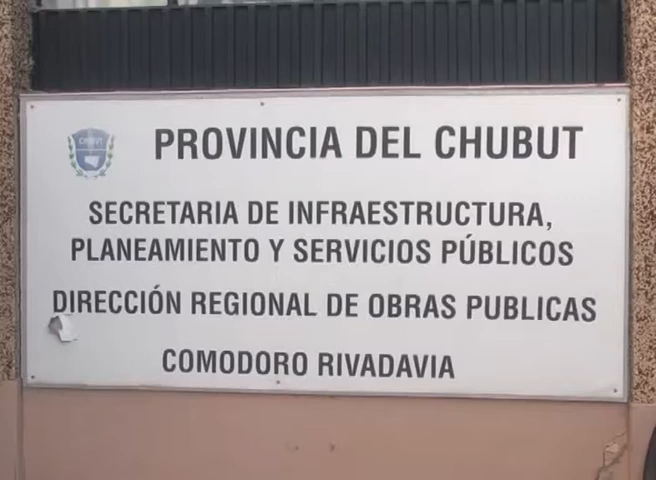 PROVINCIA DEL CHUBUT
SECRETARIA DE INFRAESTRUCTURA,
PLANEAMIENTO Y SERVICIOS PÚBLICOS
DIRECCIÓN REGIONAL DE OBRAS PUBLICAS
COMODORO RIVADAVIA